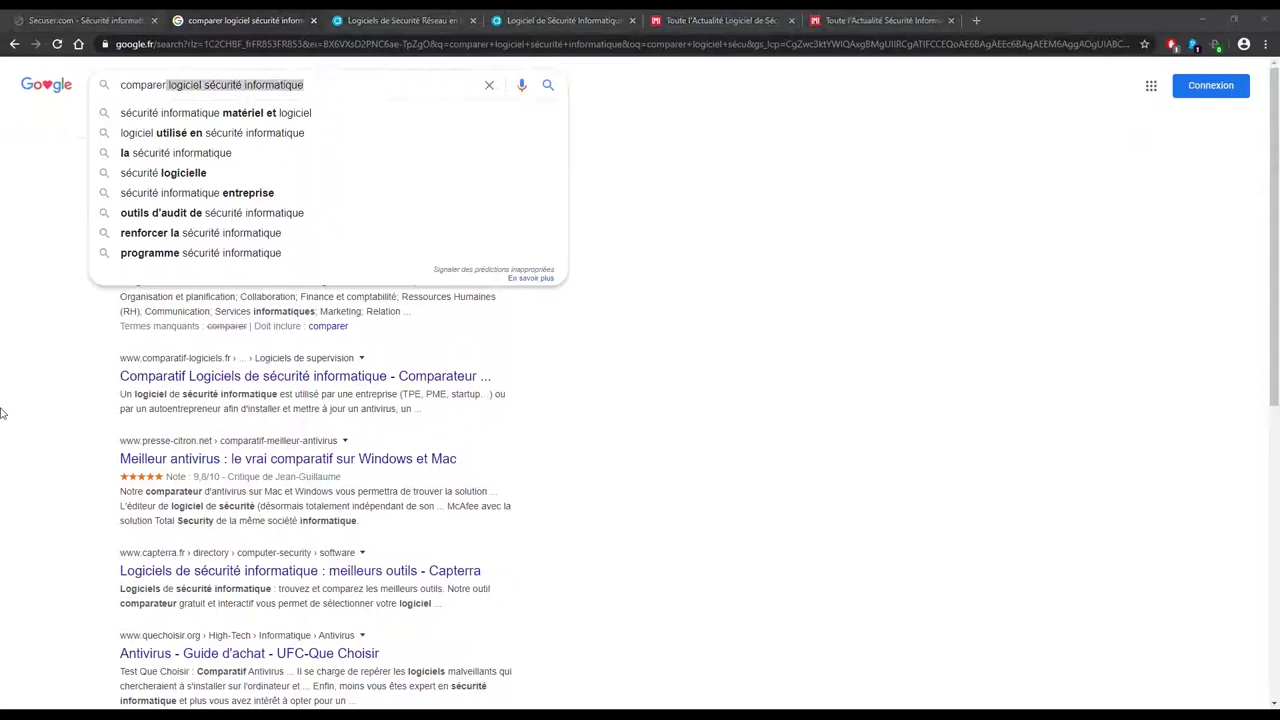 Secuser.com - Sécurité informati
comparer logiciel sécurité inform
Logiciels de Sécurité Réseau en l
Logiciel de Sécurité Informatique
Toute l'Actualité Logiciel de Séc
Toute l'Actualité Sécurité Informa
google.fr/search?rlz=
Google
comparer logiciel sécurité informatique
Connexion
sécurité informatique matériel et logiciel
logiciel utilisé en sécurité informatique
la sécurité informatique
sécurité logicielle
sécurité informatique entreprise
outils d'audit de sécurité informatique
renforcer la sécurité informatique
programme sécurité informatique
Signaler des prédictions inappropriées
En savoir plus
Organisation et planification; Collaboration; Finance et comptabilité; Ressources Humaines
(RH); Communication; Services informatiques; Marketing; Relation ...
Termes manquants : comparer | Doit inclure : comparer
www.comparatif-logiciels.fr › ... › Logiciels de supervision
Comparatif Logiciels de sécurité informatique - Comparateur ...
Un logiciel de sécurité informatique est utilisé par une entreprise (TPE, PME, startup…) ou
par un autoentrepreneur afin d'installer et mettre à jour un antivirus, un ...
www.presse-citron.net › comparatif-meilleur-antivirus
Meilleur antivirus : le vrai comparatif sur Windows et Mac
★★★★★ Note : 9,8/10 - Critique de Jean-Guillaume
Notre comparateur d'antivirus sur Mac et Windows vous permettra de trouver la solution ...
L'éditeur de logiciel de sécurité (désormais totalement indépendant de son ... McAfee avec la
solution Total Security de la même société informatique.
www.capterra.fr › directory › computer-security › software
Logiciels de sécurité informatique : meilleurs outils - Capterra
Logiciels de sécurité informatique : trouvez et comparez les meilleurs outils. Notre outil
comparateur gratuit et interactif vous permet de sélectionner votre logiciel ...
www.quechoisir.org › High-Tech › Informatique › Antivirus
Antivirus - Guide d'achat - UFC-Que Choisir
Test Que Choisir : Comparatif Antivirus ... Il se charge de repérer les logiciels malveillants qui
chercheraient à s'installer sur l'ordinateur et ... Enfin, moins vous êtes expert en sécurité
informatique et plus vous avez intérêt à opter pour un ...